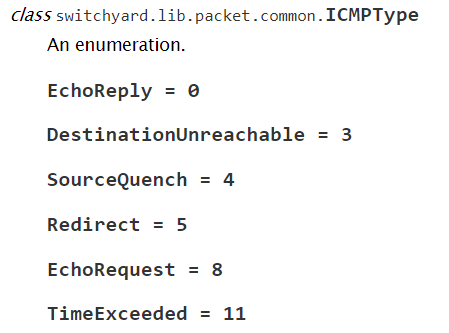 class switchyard.lib.packet.common.ICMPType
An enumeration.
EchoReply = 0
DestinationUnreachable = 3
SourceQuench = 4
Redirect = 5
EchoRequest = 8
TimeExceeded = 11